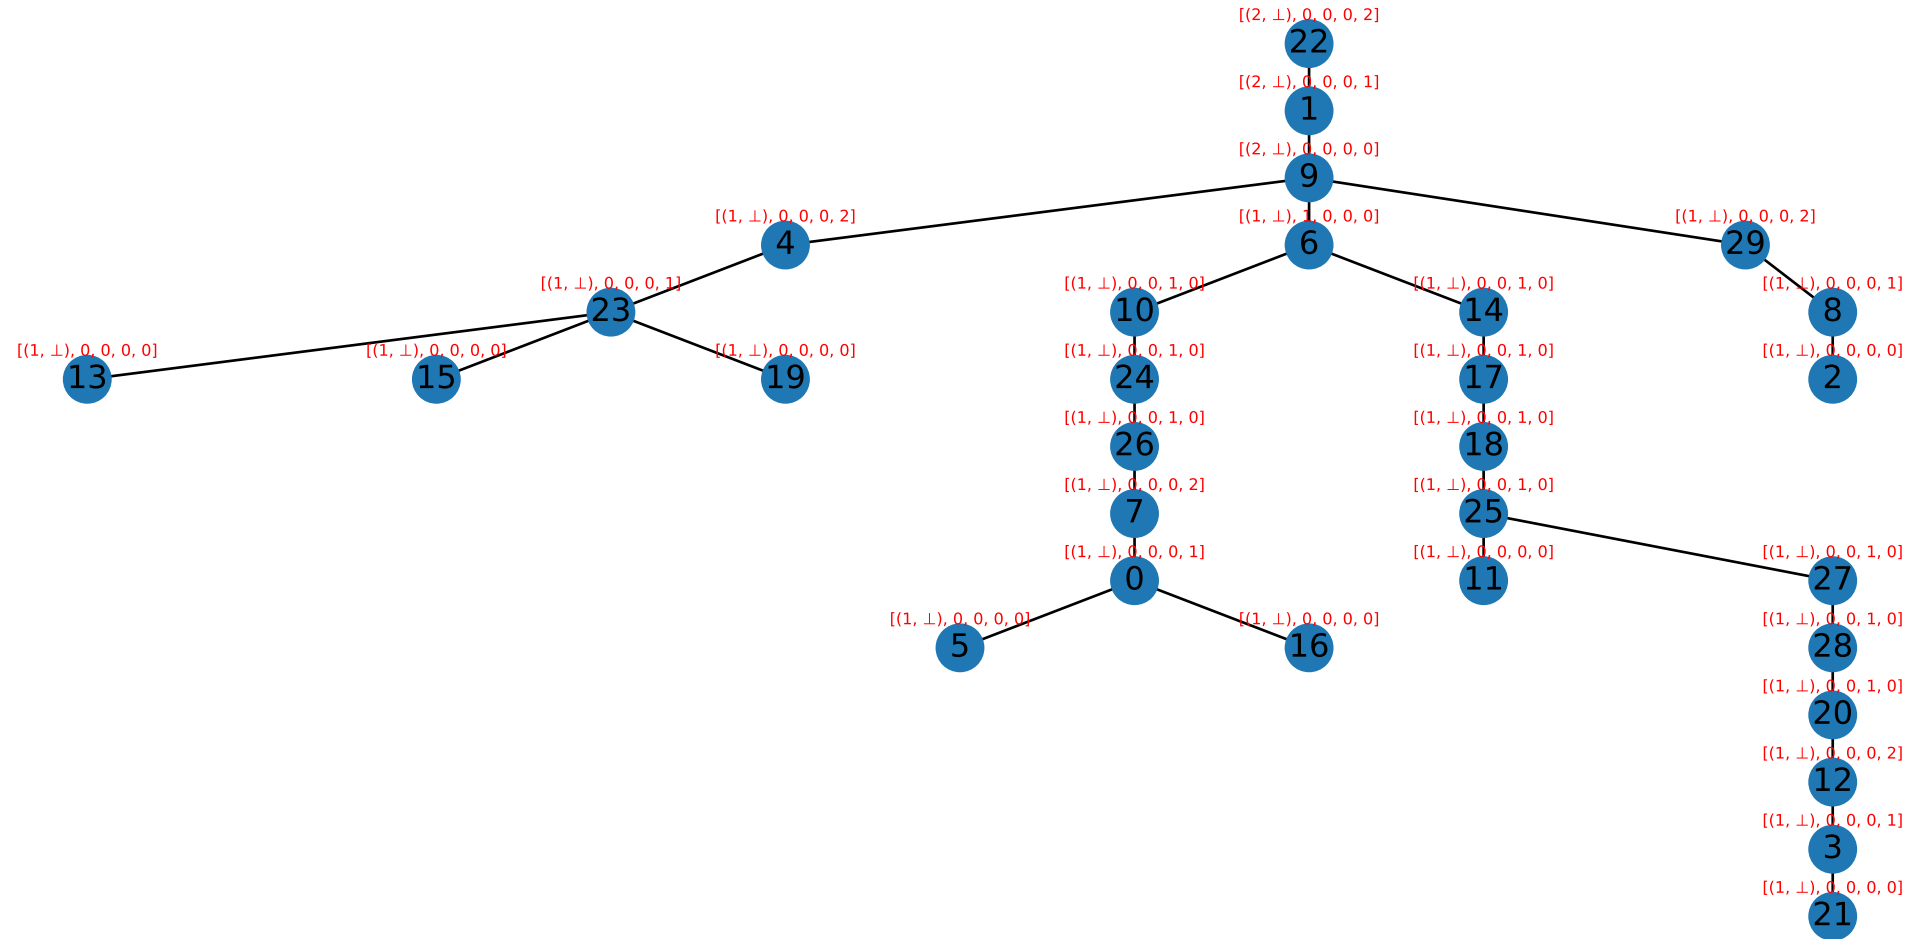 [(2, ⊥), 0, 0, 0, 2]
22
[(2, ⊥), 0, 0, 0, 1]
1
[(2, ⊥), 0, 0, 0, 0]
9
[(1, ⊥), 0, 0, 0, 2] [(1, ⊥), 1, 0, 0, 0] [(1, ⊥), 0, 0, 0, 2]
4 6 29
[(1, ⊥), 0, 0, 0, 1] [(1, ⊥), 0, 0, 1, 0] [(1, ⊥), 0, 0, 1, 0] [(1, ⊥), 0, 0, 0, 1]
23 10 14 8
[(1, ⊥), 0, 0, 0, 0] [(1, ⊥), 0, 0, 0, 0] [(1, ⊥), 0, 0, 0, 0] [(1, ⊥), 0, 0, 1, 0] [(1, ⊥), 0, 0, 1, 0] [(1, ⊥), 0, 0, 0, 0]
13 15 19 24 17 2
[(1, ⊥), 0, 0, 1, 0] [(1, ⊥), 0, 0, 1, 0]
26 18
[(1, ⊥), 0, 0, 0, 2] [(1, ⊥), 0, 0, 1, 0]
7 25
[(1, ⊥), 0, 0, 0, 1] [(1, ⊥), 0, 0, 0, 0] [(1, ⊥), 0, 0, 1, 0]
0 11 27
[(1, ⊥), 0, 0, 0, 0] [(1, ⊥), 0, 0, 0, 0] [(1, ⊥), 0, 0, 1, 0]
5 16 28
[(1, ⊥), 0, 0, 1, 0]
20
[(1, ⊥), 0, 0, 0, 2]
12
[(1, ⊥), 0, 0, 0, 1]
3
[(1, ⊥), 0, 0, 0, 0]
21